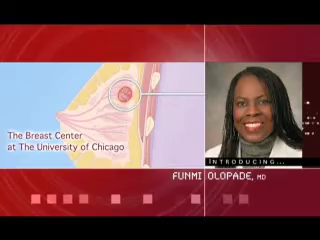 The Breast Center
at The University of Chicago
INTRODUCING...
FUNMI OLOPADE, MD